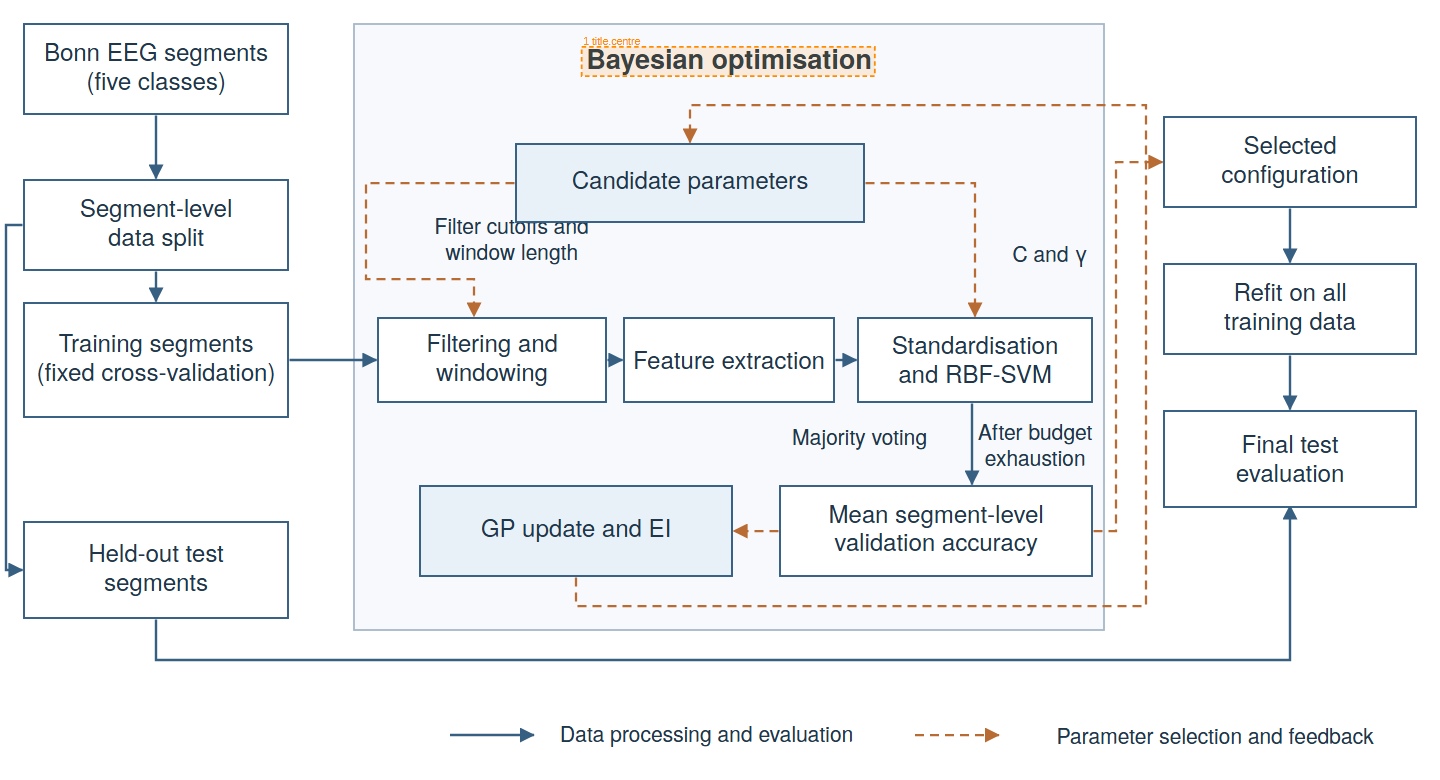 Bonn EEG segments
(five classes)
Segment-level
data split
Training segments
(fixed cross-validation)
Held-out test
segments
1 title.centre
Bayesian optimisation
Candidate parameters
Filter cutoffs and
window length
C and γ
Filtering and
windowing
Feature extraction
Standardisation
and RBF-SVM
Majority voting
After budget
exhaustion
GP update and EI
Mean segment-level
validation accuracy
Selected
configuration
Refit on all
training data
Final test
evaluation
Data processing and evaluation
Parameter selection and feedback